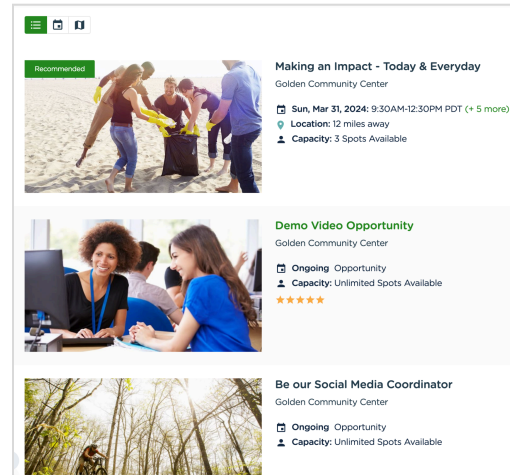 Recommended
Making an Impact - Today & Everyday
Golden Community Center
Sun, Mar 31, 2024: 9:30AM-12:30PM PDT (+ 5 more)
Location: 12 miles away
Capacity: 3 Spots Available
Demo Video Opportunity
Golden Community Center
Ongoing Opportunity
Capacity: Unlimited Spots Available
Be our Social Media Coordinator
Golden Community Center
Ongoing Opportunity
Capacity: Unlimited Spots Available